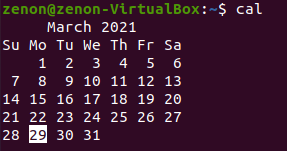 zenon@zenon-VirtualBox:~$ cal
     March 2021
Su Mo Tu We Th Fr Sa
    1  2  3  4  5  6
 7  8  9 10 11 12 13
14 15 16 17 18 19 20
21 22 23 24 25 26 27
28 29 30 31